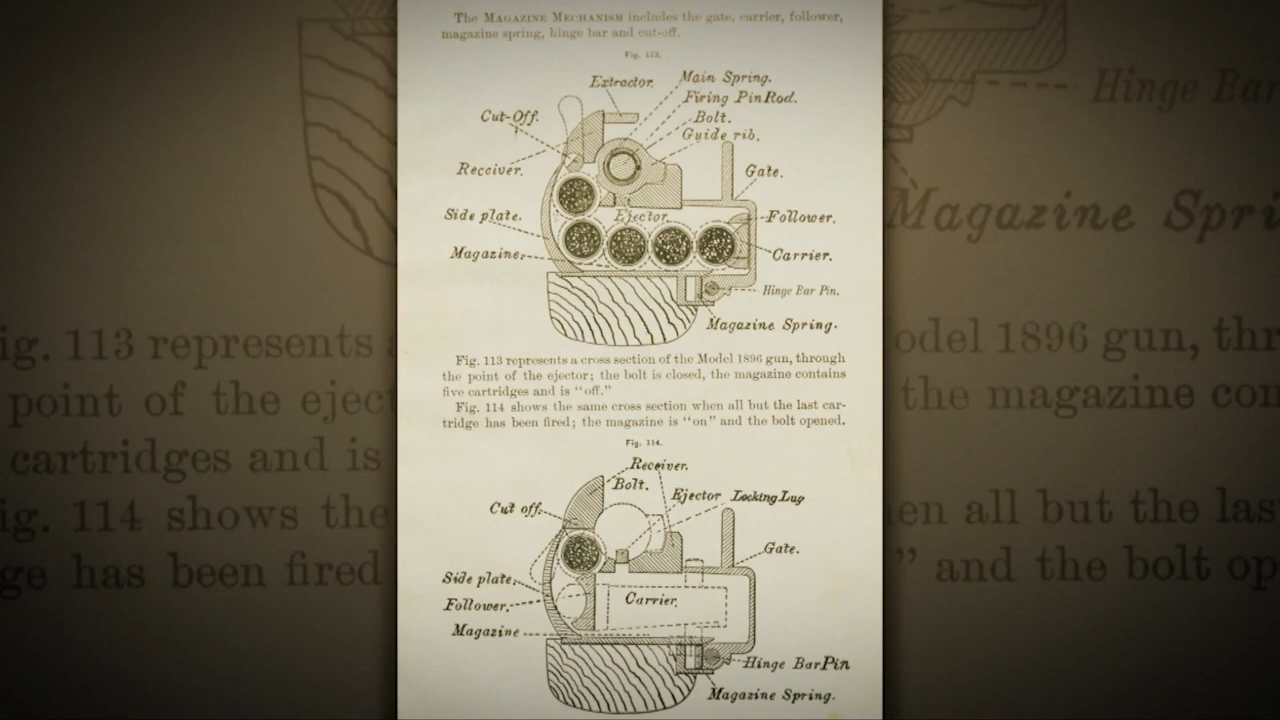 The MAGAZINE MECHANISM includes the gate, carrier, follower,
magazine spring, hinge bar and cut-off.
Fig. 113.
Extractor.
Main Spring.
Firing Pin Rod.
Cut-Off.
Bolt.
Guide rib.
Receiver.
Gate.
Side plate.
Ejector.
Follower.
Magazine.
Carrier.
Hinge Bar Pin.
Magazine Spring.
Fig. 113 represents a cross section of the Model 1896 gun, through
the point of the ejector; the bolt is closed, the magazine contains
five cartridges and is "off."
Fig. 114 shows the same cross section when all but the last car-
tridge has been fired; the magazine is "on" and the bolt opened.
Fig. 114.
Receiver.
Bolt.
Ejector
Locking Lug
Cut off.
Gate.
Side plate.
Follower.
Carrier.
Magazine
Hinge Bar Pin
Magazine Spring.
Hinge Bar
Magazine Spri
ig. 113 represents
odel 1896 gun, thr
point of the eject
the magazine con
cartridges and is
ig. 114 shows the
en all but the las
ge has been fired
" and the bolt op